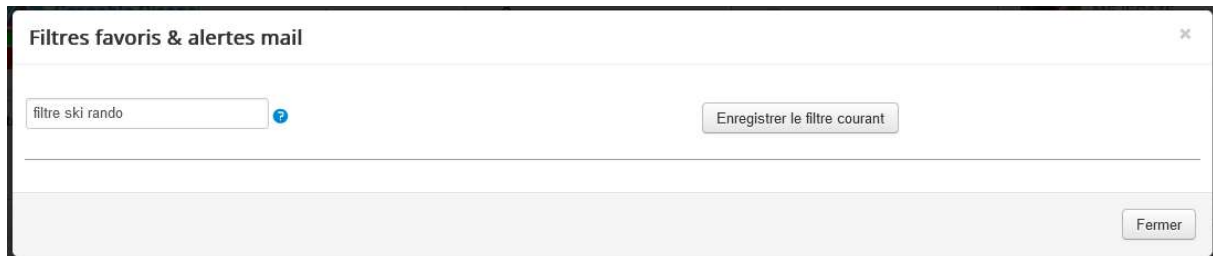 Filtres favoris & alertes mail
×
filtre ski rando
?
Enregistrer le filtre courant
Fermer